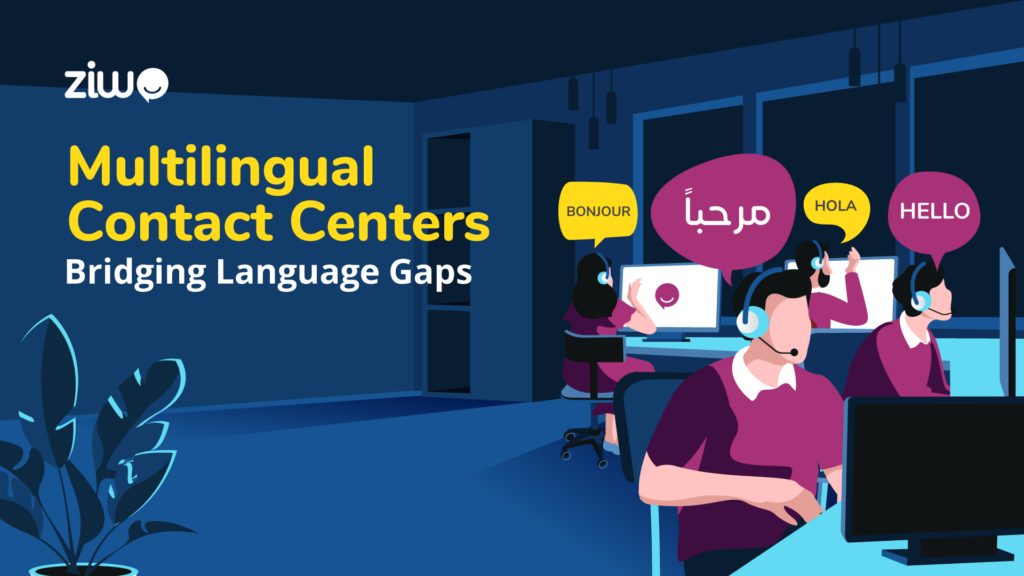 ziwo
Multilingual
Contact Centers
Bridging Language Gaps
BONJOUR
مرحباً
HOLA
HELLO